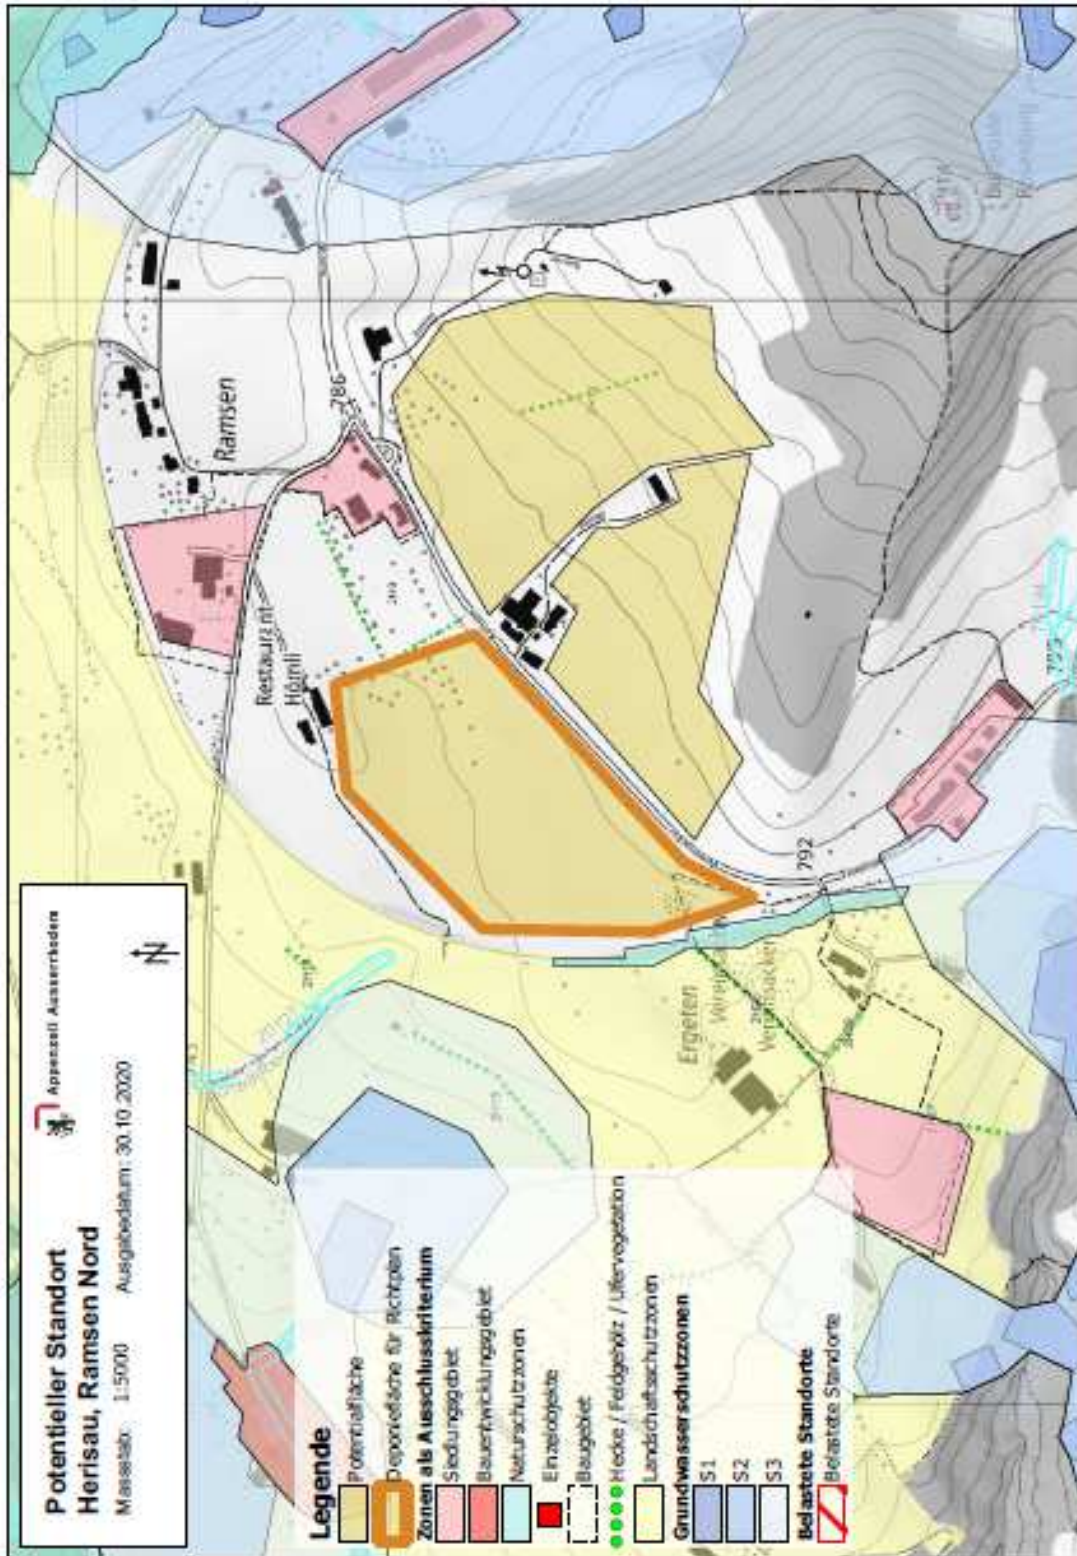 Potentieller Standort
Herisau, Ramsen Nord
Massstab: 1:5000 Ausgabedatum: 30.10.2020
Appenzell Ausserrhoden
N
Legende
Potentialfläche
Deponiefläche für Richtplan
Zonen als Ausschlusskriterium
Siedlungsgebiet
Bauentwicklungsgebiet
Naturschutzzonen
Einzelobjekte
Baugebiet
Hecke / Feldgehölz / Ufervegetation
Landschaftsschutzzonen
Grundwasserschutzzonen
S1
S2
S3
Belastete Standorte
Belastete Standorte
Ramsen
786
Restaurant
Hörnli
Ergeten
792